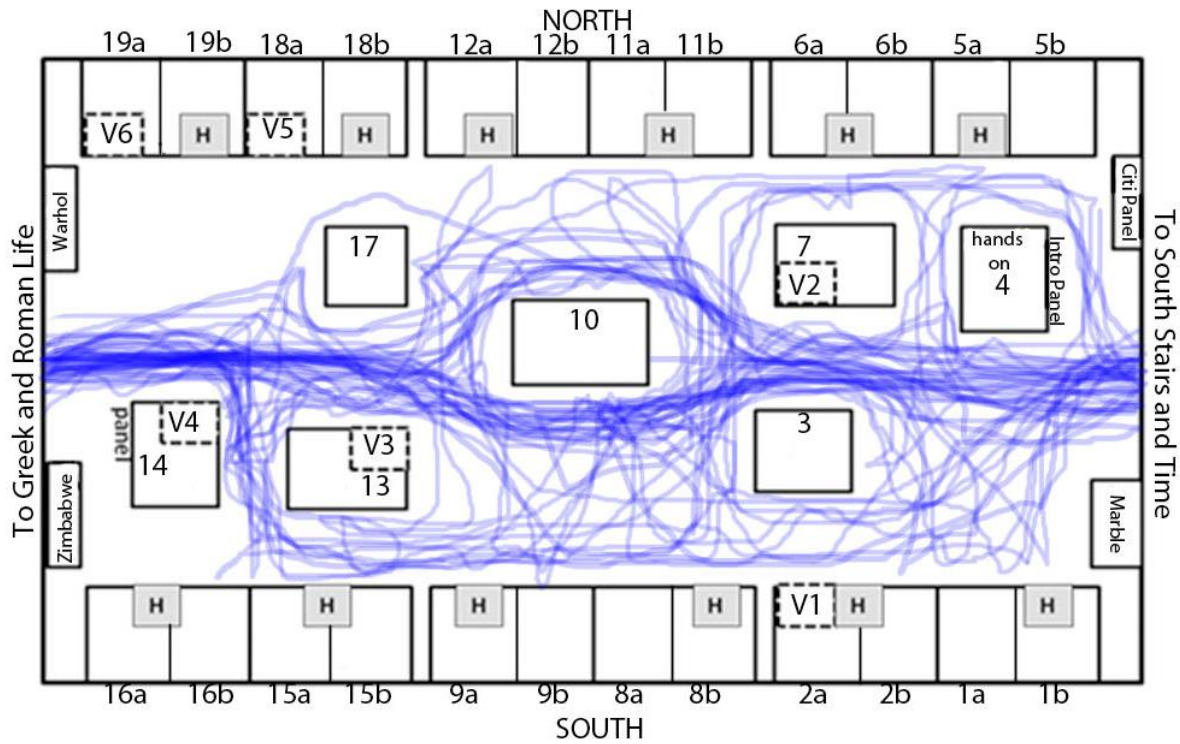 NORTH
19a 19b 18a 18b 12a 12b 11a 11b 6a 6b 5a 5b
V6 H V5 H H H H H
Warhol
Citi Panel
17
7
V2
hands
on
4
Intro Panel
10
To Greek and Roman Life
To South Stairs and Time
panel
V4
14
V3
13
3
Zimbabwe
Marble
H H H H V1 H H
16a 16b 15a 15b 9a 9b 8a 8b 2a 2b 1a 1b
SOUTH